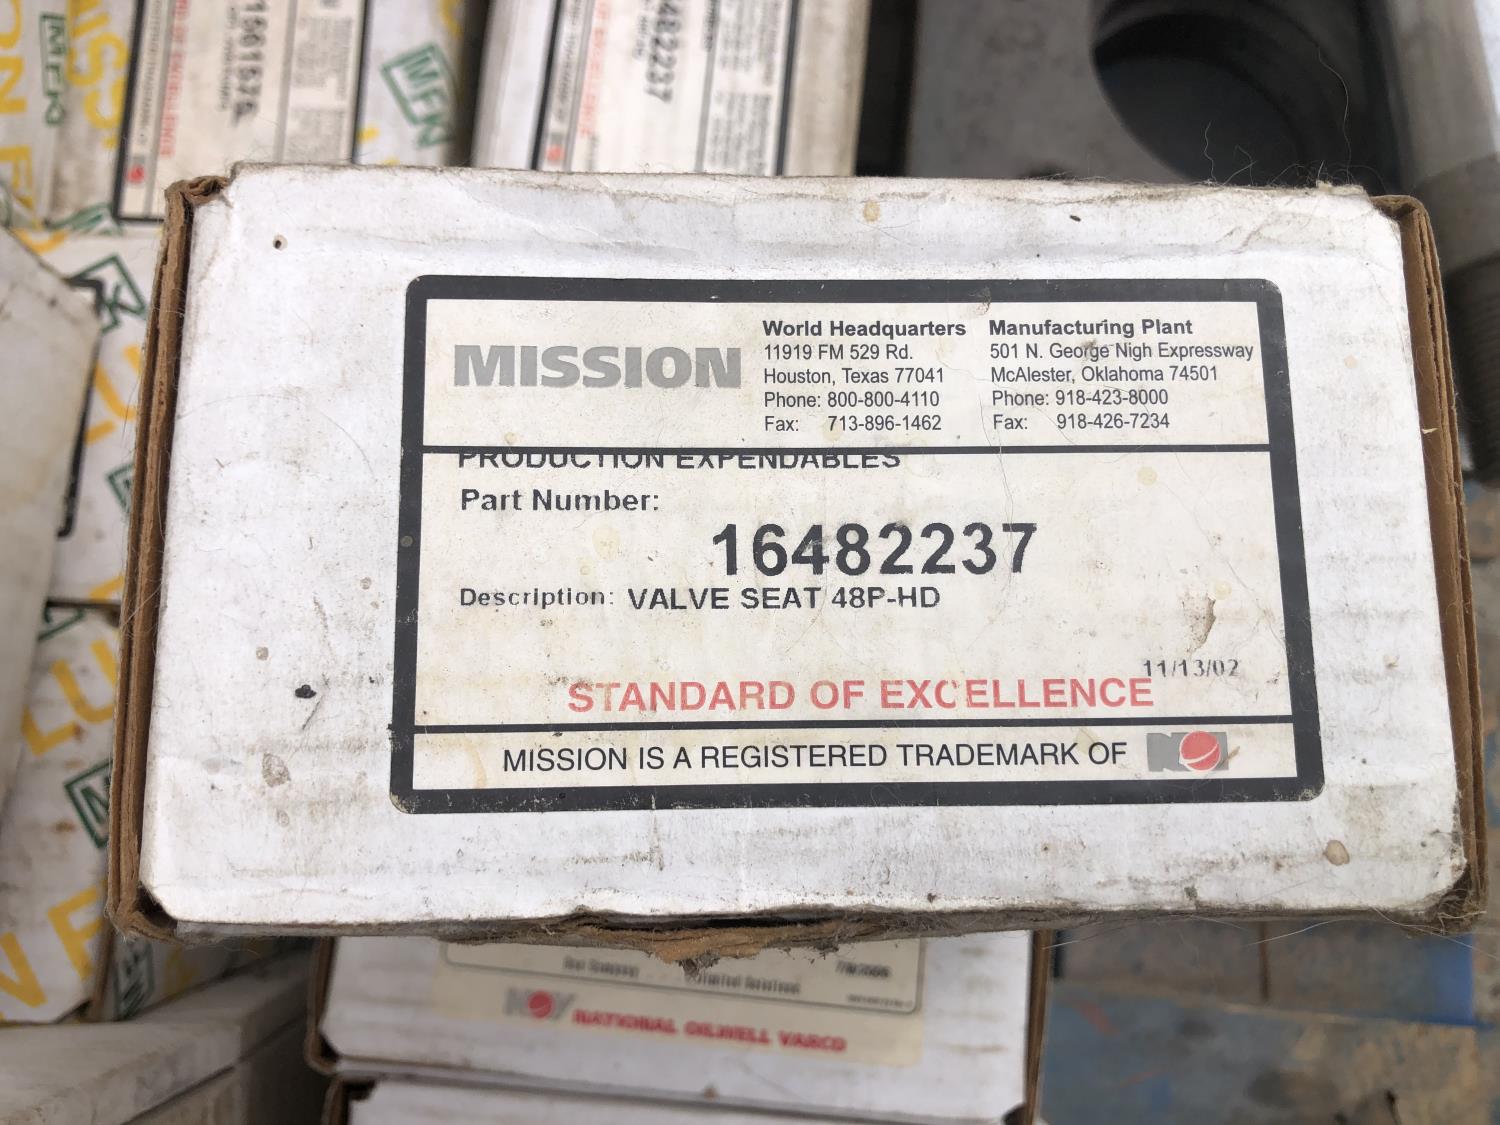 MISSION
World Headquarters
11919 FM 529 Rd.
Houston, Texas 77041
Phone: 800-800-4110
Fax: 713-896-1462
Manufacturing Plant
501 N. George Nigh Expressway
McAlester, Oklahoma 74501
Phone: 918-423-8000
Fax: 918-426-7234
PRODUCTION EXPENDABLES
Part Number:
16482237
Description: VALVE SEAT 48P-HD
11/13/02
STANDARD OF EXCELLENCE
MISSION IS A REGISTERED TRADEMARK OF
NOV NATIONAL OILWELL VARCO